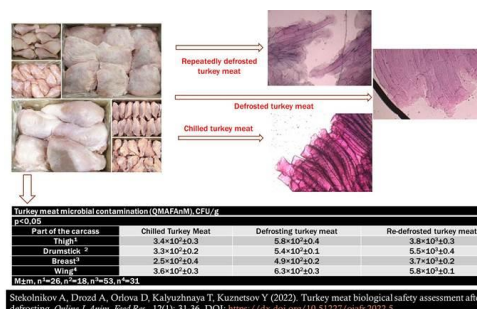 Repeatedly defrosted
turkey meat
Defrosted turkey meat
Chilled turkey meat
Turkey meat microbial contamination (QMAFAnM), CFU/g
p<0,05
Part of the carcass Chilled Turkey Meat Defrosting turkey meat Re-defrosted turkey meat
Thigh¹ 3.4×10²±0.3 5.8×10²±0.4 3.8×10³±0.3
Drumstick ² 3.3×10²±0.2 5.4×10²±0.1 5.5×10³±0.4
Breast³ 2.5×10²±0.4 4.9×10²±0.2 3.7×10³±0.2
Wing⁴ 3.6×10²±0.3 6.3×10²±0.3 5.8×10³±0.1
M±m, n¹=26, n²=18, n³=53, n⁴=31
Stekolnikov A, Drozd A, Orlova D, Kalyuzhnaya T, Kuznetsov Y (2022). Turkey meat biological safety assessment